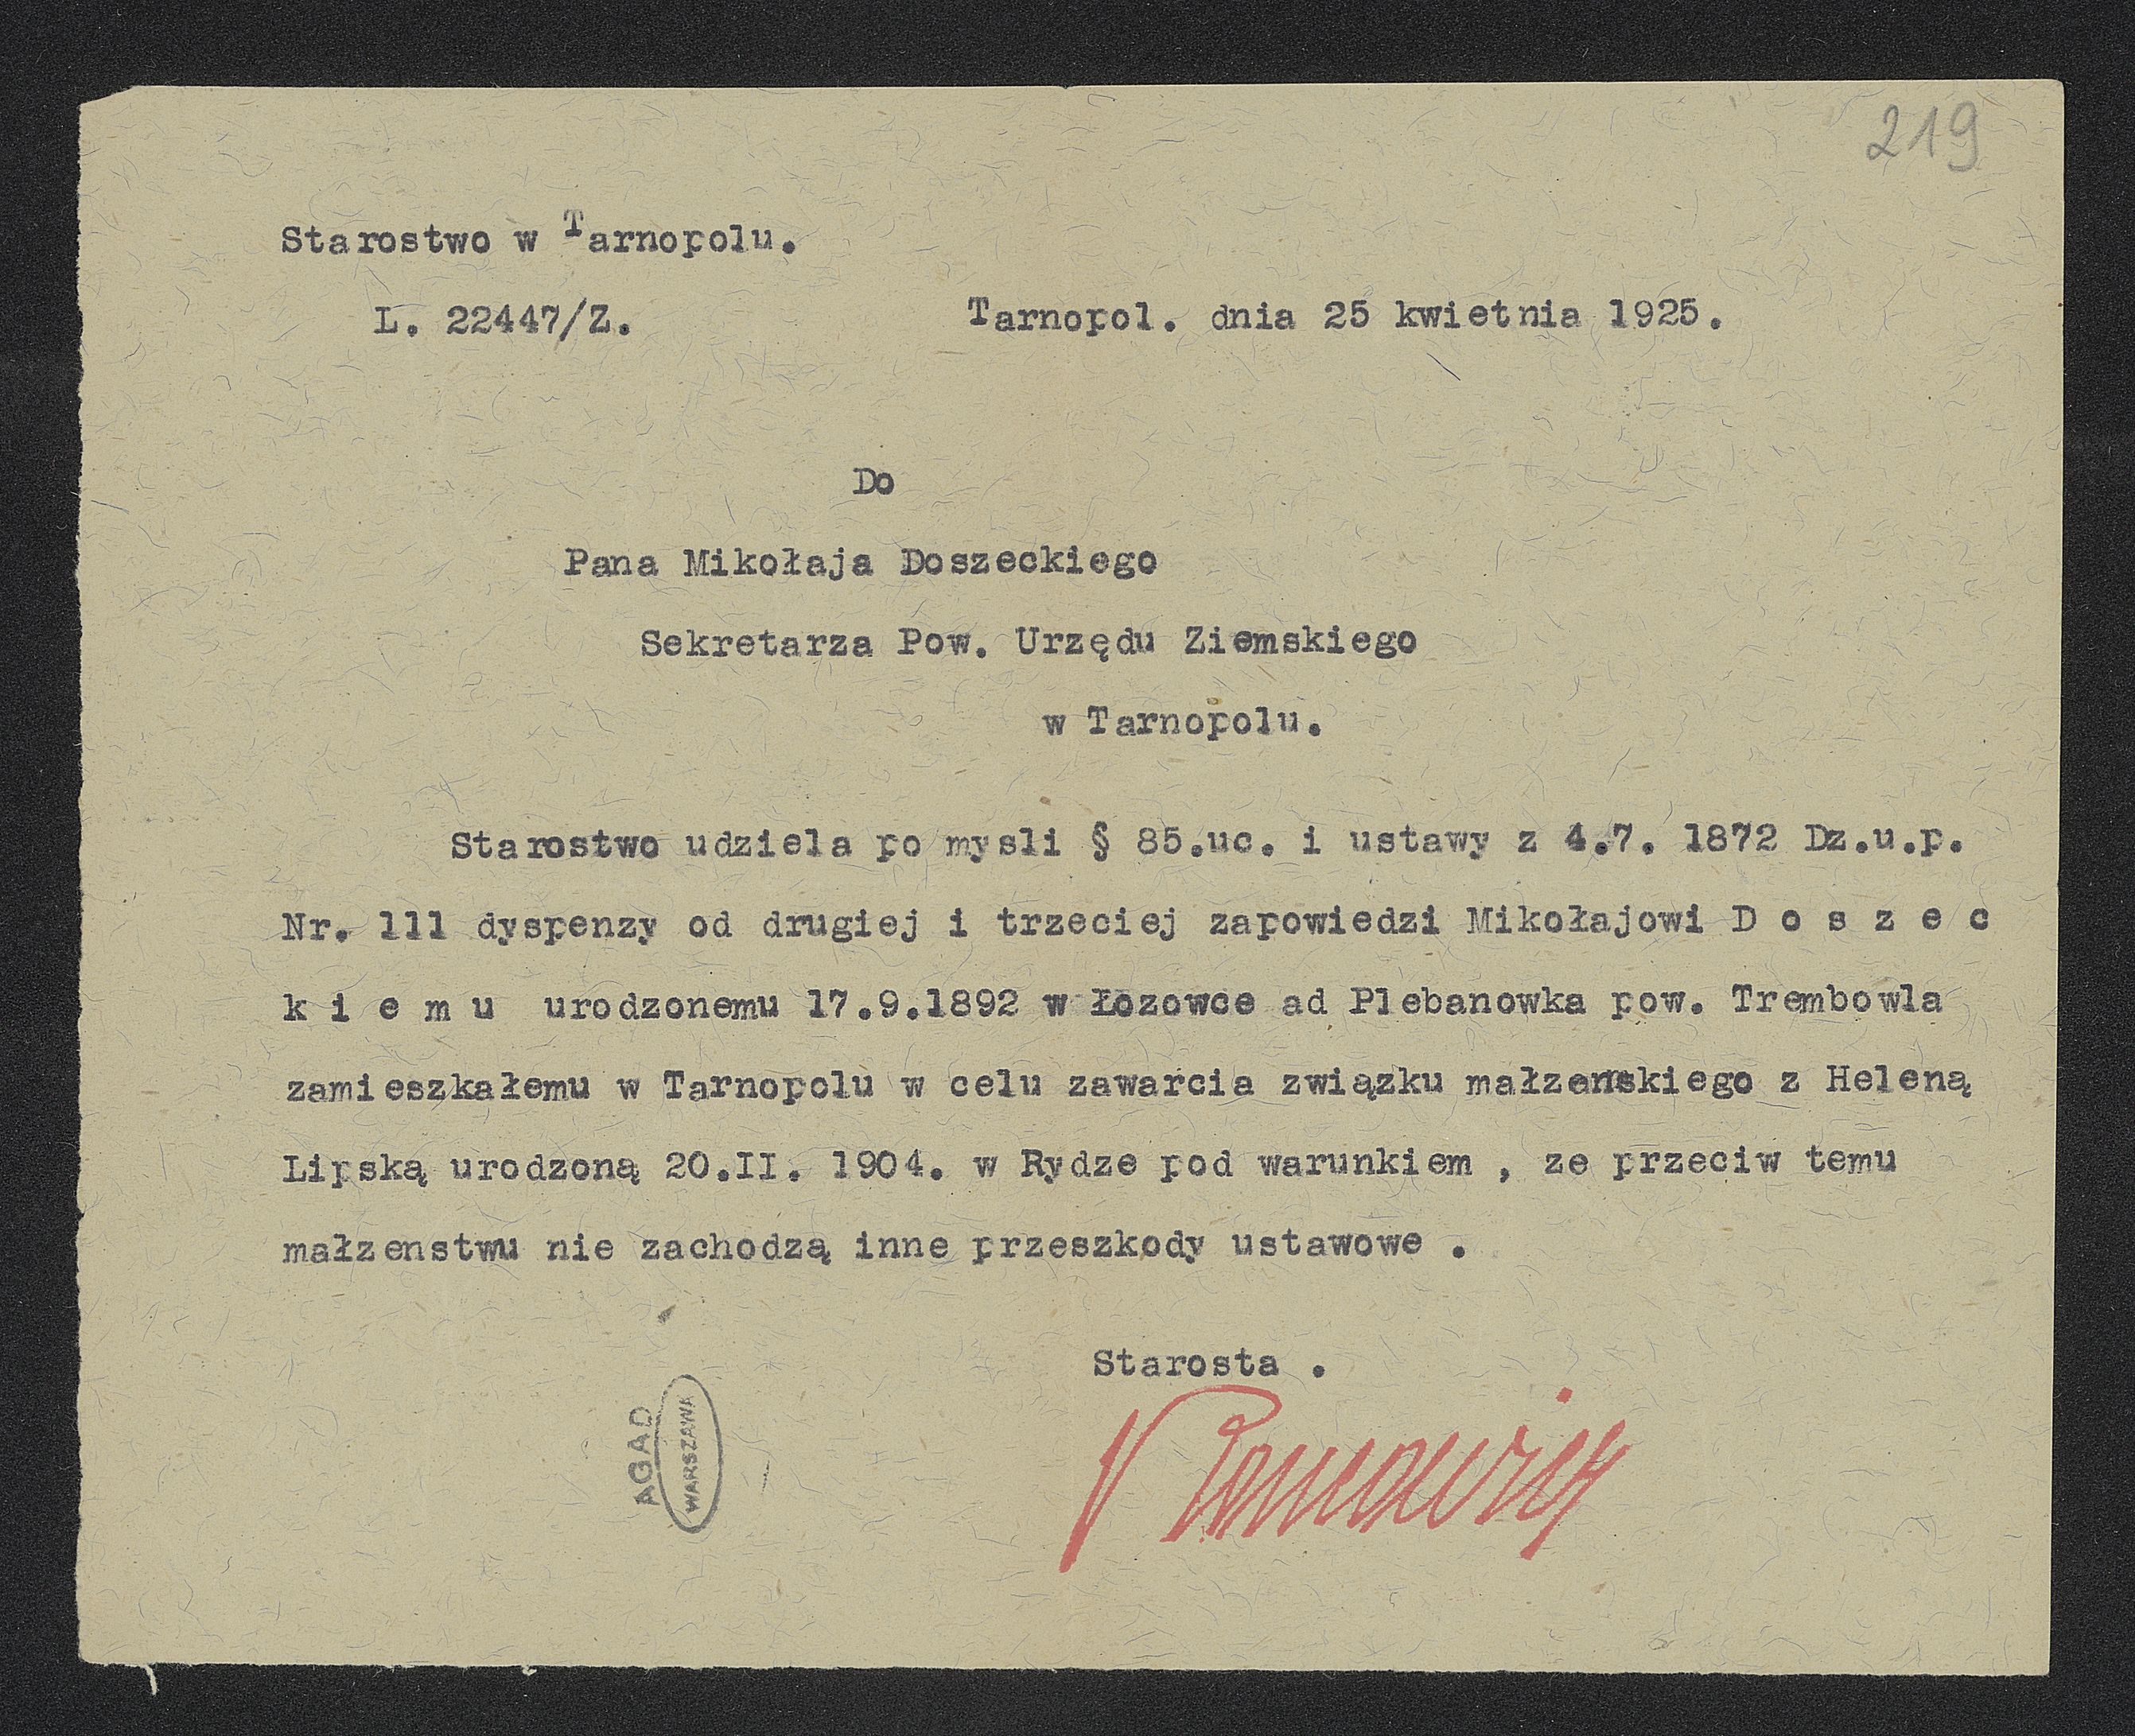 219
Starostwo w Tarnopolu.
L. 22447/Z.
Tarnopol. dnia 25 kwietnia 1925.
Do
Pana Mikołaja Doszeckiego
Sekretarza Pow. Urzędu Ziemskiego
w Tarnopolu.
Starostwo udziela po mysli § 85.uc. i ustawy z 4.7. 1872 Dz.u.p.
Nr. 111 dyspenzy od drugiej i trzeciej zapowiedzi Mikołajowi D o s z e c
k i e m u urodzonemu 17.9.1892 w Łozowce ad Plebanowka pow. Trembowla
zamieszkałemu w Tarnopolu w celu zawarcia związku małzenskiego z Heleną
Lipską urodzoną 20.II. 1904. w Rydze pod warunkiem , ze przeciw temu
małzenstwu nie zachodzą inne przeszkody ustawowe .
Starosta .
AGAD
WARSZAWA